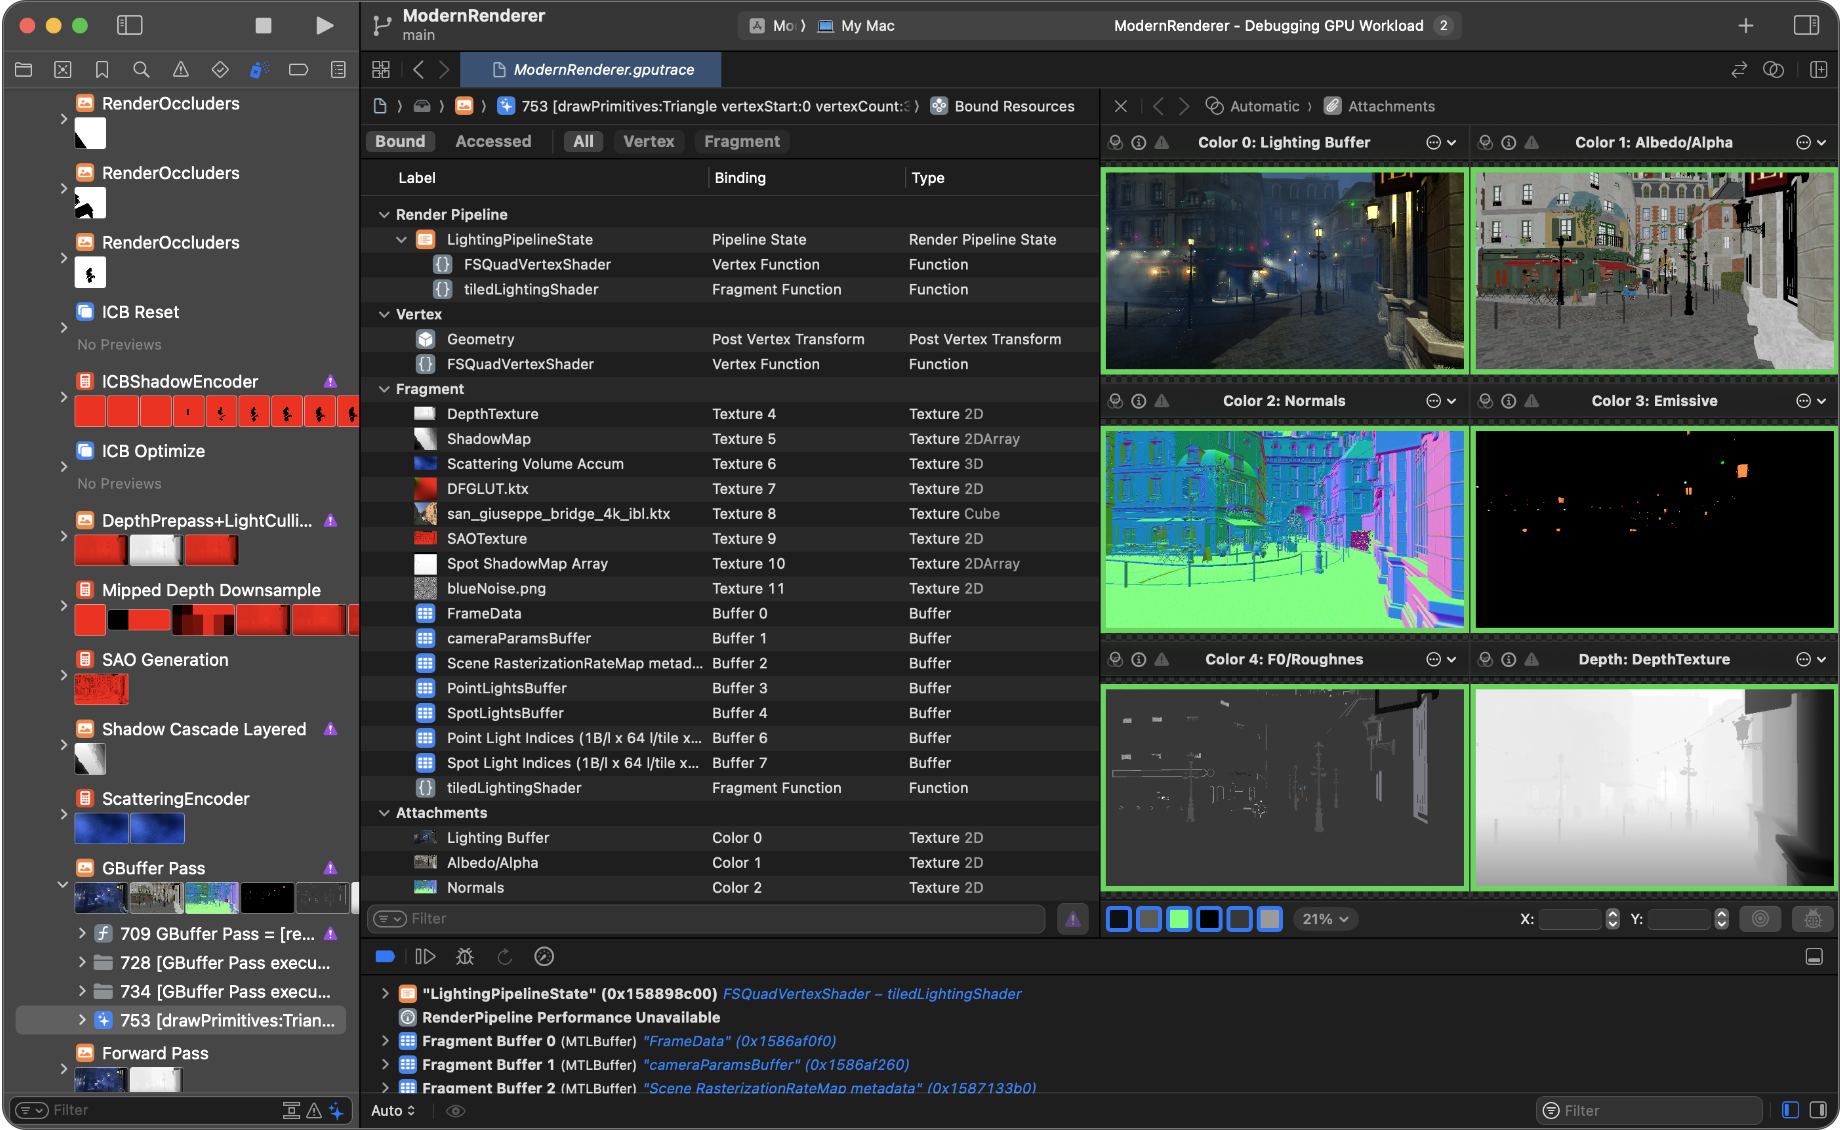 ModernRenderer
main
Mo
My Mac
ModernRenderer - Debugging GPU Workload
2
ModernRenderer.gputrace
RenderOccluders
RenderOccluders
RenderOccluders
ICB Reset
No Previews
ICBShadowEncoder
ICB Optimize
No Previews
DepthPrepass+LightCulli...
Mipped Depth Downsample
SAO Generation
Shadow Cascade Layered
ScatteringEncoder
GBuffer Pass
709 GBuffer Pass = [re...
728 [GBuffer Pass execu...
734 [GBuffer Pass execu...
753 [drawPrimitives:Trian...
Forward Pass
Filter
753 [drawPrimitives:Triangle vertexStart:0 vertexCount:3
Bound Resources
Bound Accessed All Vertex Fragment
Label Binding Type
Render Pipeline
LightingPipelineState Pipeline State Render Pipeline State
FSQuadVertexShader Vertex Function Function
tiledLightingShader Fragment Function Function
Vertex
Geometry Post Vertex Transform Post Vertex Transform
FSQuadVertexShader Vertex Function Function
Fragment
DepthTexture Texture 4 Texture 2D
ShadowMap Texture 5 Texture 2DArray
Scattering Volume Accum Texture 6 Texture 3D
DFGLUT.ktx Texture 7 Texture 2D
san_giuseppe_bridge_4k_ibl.ktx Texture 8 Texture Cube
SAOTexture Texture 9 Texture 2D
Spot ShadowMap Array Texture 10 Texture 2DArray
blueNoise.png Texture 11 Texture 2D
FrameData Buffer 0 Buffer
cameraParamsBuffer Buffer 1 Buffer
Scene RasterizationRateMap metad... Buffer 2 Buffer
PointLightsBuffer Buffer 3 Buffer
SpotLightsBuffer Buffer 4 Buffer
Point Light Indices (1B/l x 64 l/tile x... Buffer 6 Buffer
Spot Light Indices (1B/l x 64 l/tile x... Buffer 7 Buffer
tiledLightingShader Fragment Function Function
Attachments
Lighting Buffer Color 0 Texture 2D
Albedo/Alpha Color 1 Texture 2D
Normals Color 2 Texture 2D
Filter
Automatic Attachments
Color 0: Lighting Buffer
Color 1: Albedo/Alpha
Color 2: Normals
Color 3: Emissive
Color 4: F0/Roughnes
Depth: DepthTexture
21% X: Y:
"LightingPipelineState" (0x158898c00) FSQuadVertexShader – tiledLightingShader
RenderPipeline Performance Unavailable
Fragment Buffer 0 (MTLBuffer) "FrameData" (0x1586af0f0)
Fragment Buffer 1 (MTLBuffer) "cameraParamsBuffer" (0x1586af260)
Fragment Buffer 2 (MTLBuffer) "Scene RasterizationRateMap metadata" (0x1587133b0)
Auto
Filter